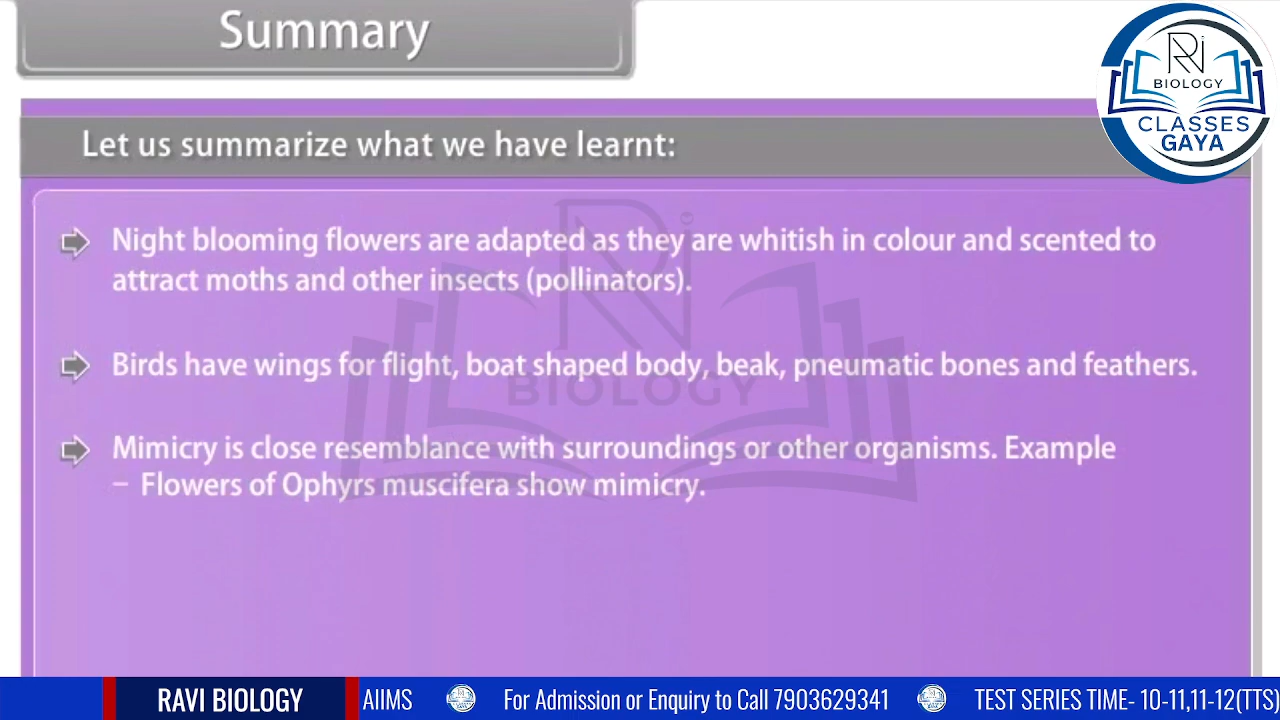 Summary
Let us summarize what we have learnt:
Night blooming flowers are adapted as they are whitish in colour and scented to
attract moths and other insects (pollinators).
Birds have wings for flight, boat shaped body, beak, pneumatic bones and feathers.
Mimicry is close resemblance with surroundings or other organisms. Example
– Flowers of Ophyrs muscifera show mimicry.
Ri
BIOLOGY
CLASSES
GAYA
Ri
BIOLOGY
RAVI BIOLOGY
AIIMS
For Admission or Enquiry to Call 7903629341
TEST SERIES TIME- 10-11,11-12(TTS)